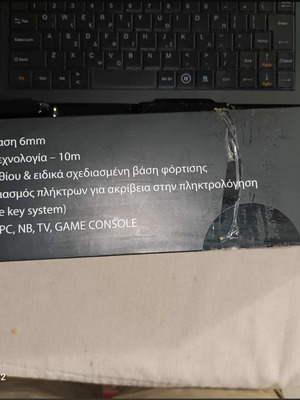 αση 6mm
εχνολογία – 10m
θίου & ειδικά σχεδιασμένη βάση φόρτισης
ιασμός πλήκτρων για ακρίβεια στην πληκτρολόγηση
e key system)
PC, NB, TV, GAME CONSOLE
2